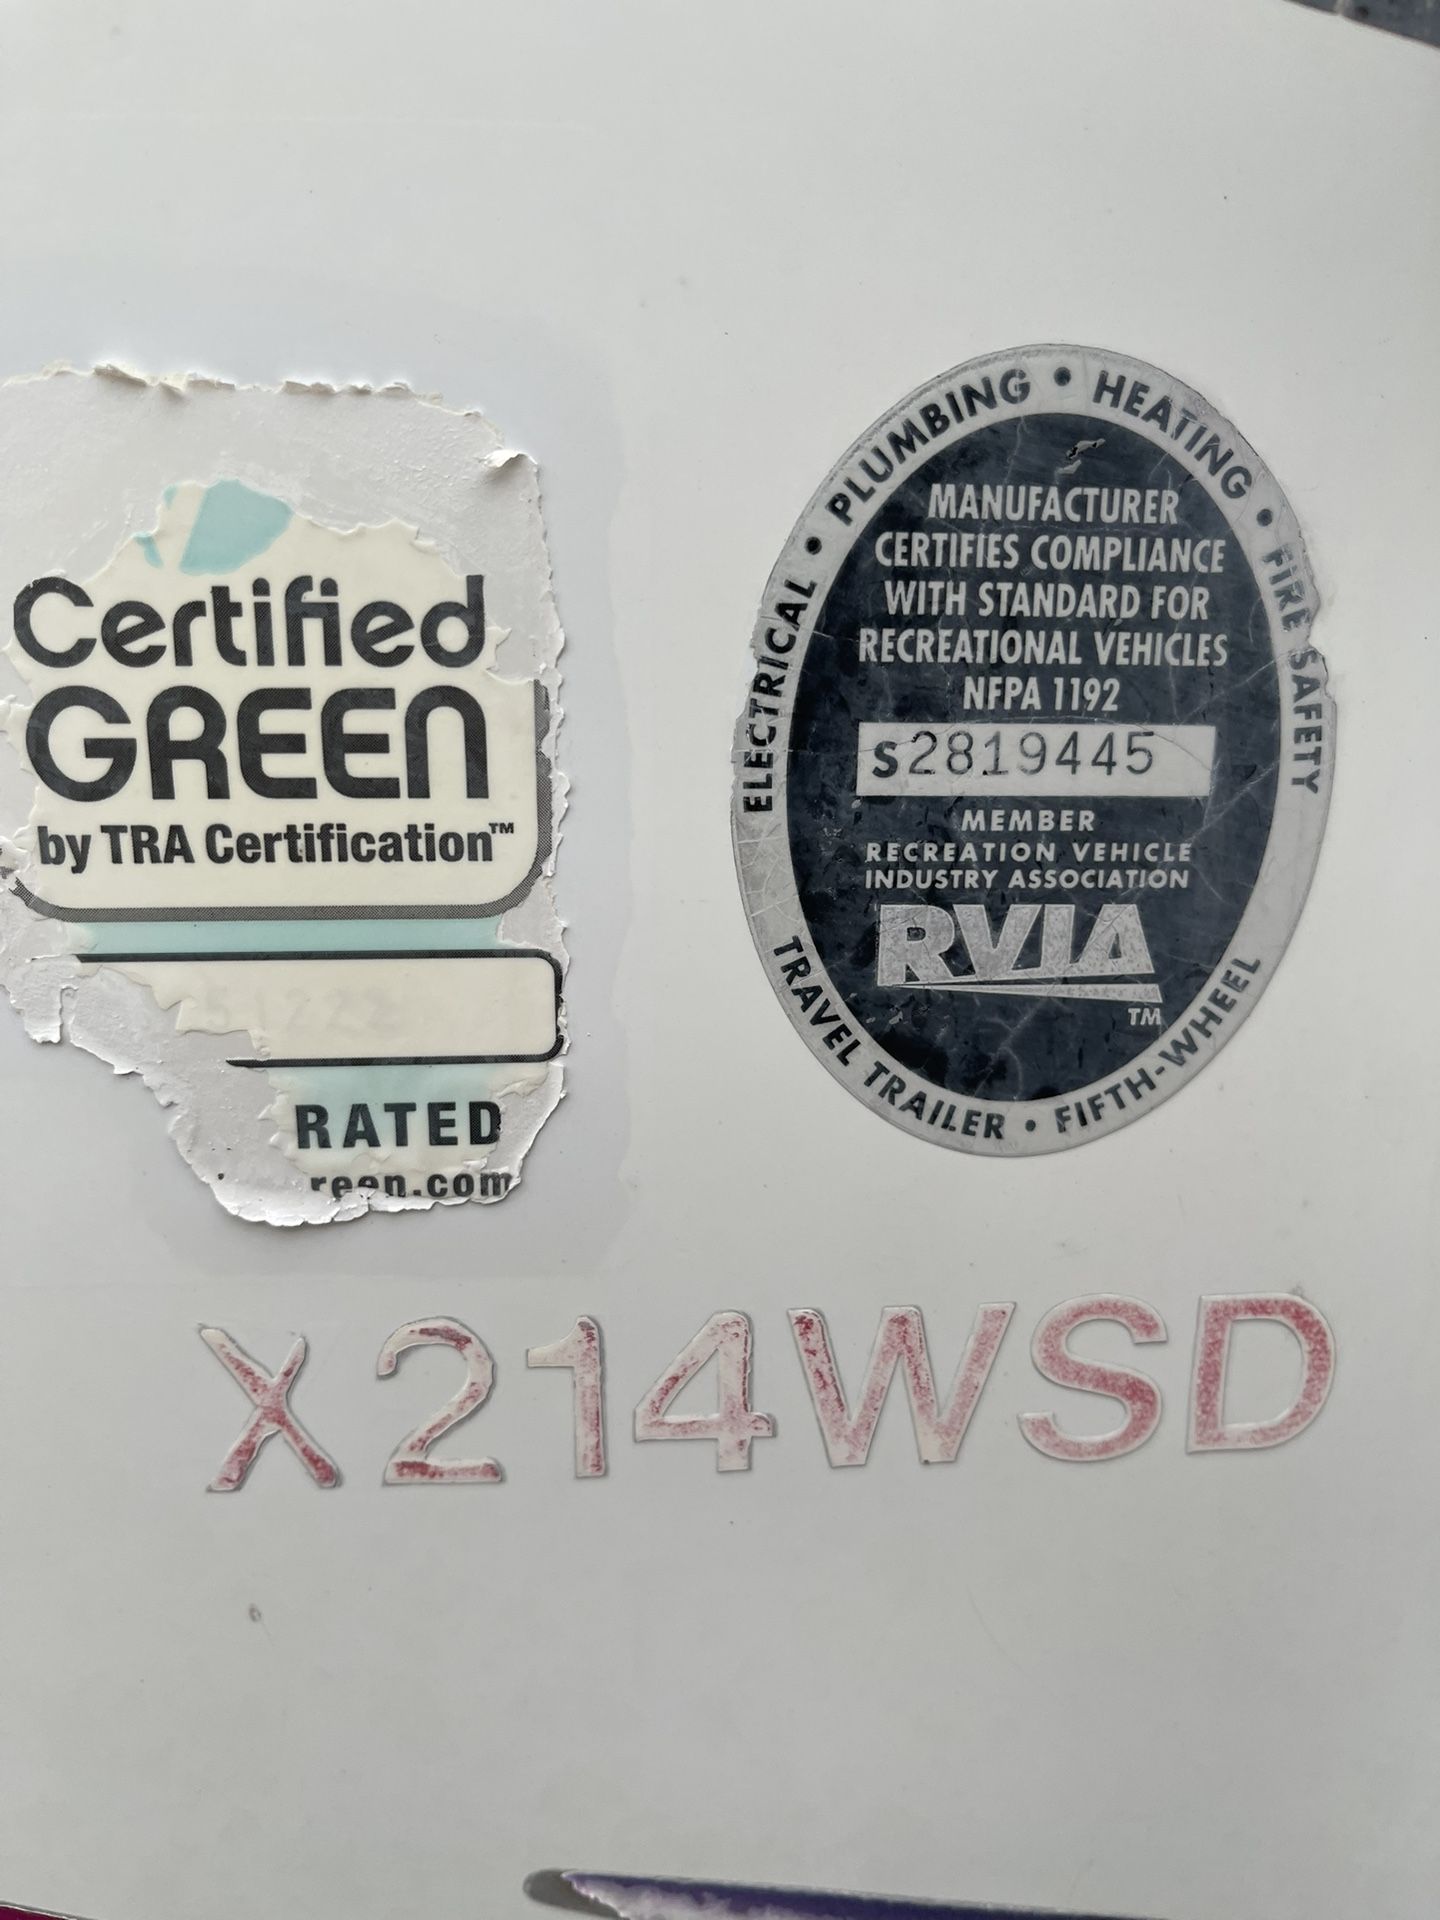 Certified
GREEN
by TRA Certification™
RATED
reen.com
ELECTRICAL • PLUMBING • HEATING • FIRE SAFETY
MANUFACTURER
CERTIFIES COMPLIANCE
WITH STANDARD FOR
RECREATIONAL VEHICLES
NFPA 1192
S2819445
MEMBER
RECREATION VEHICLE
INDUSTRY ASSOCIATION
RVIA
TM
TRAVEL TRAILER • FIFTH-WHEEL
X214WSD